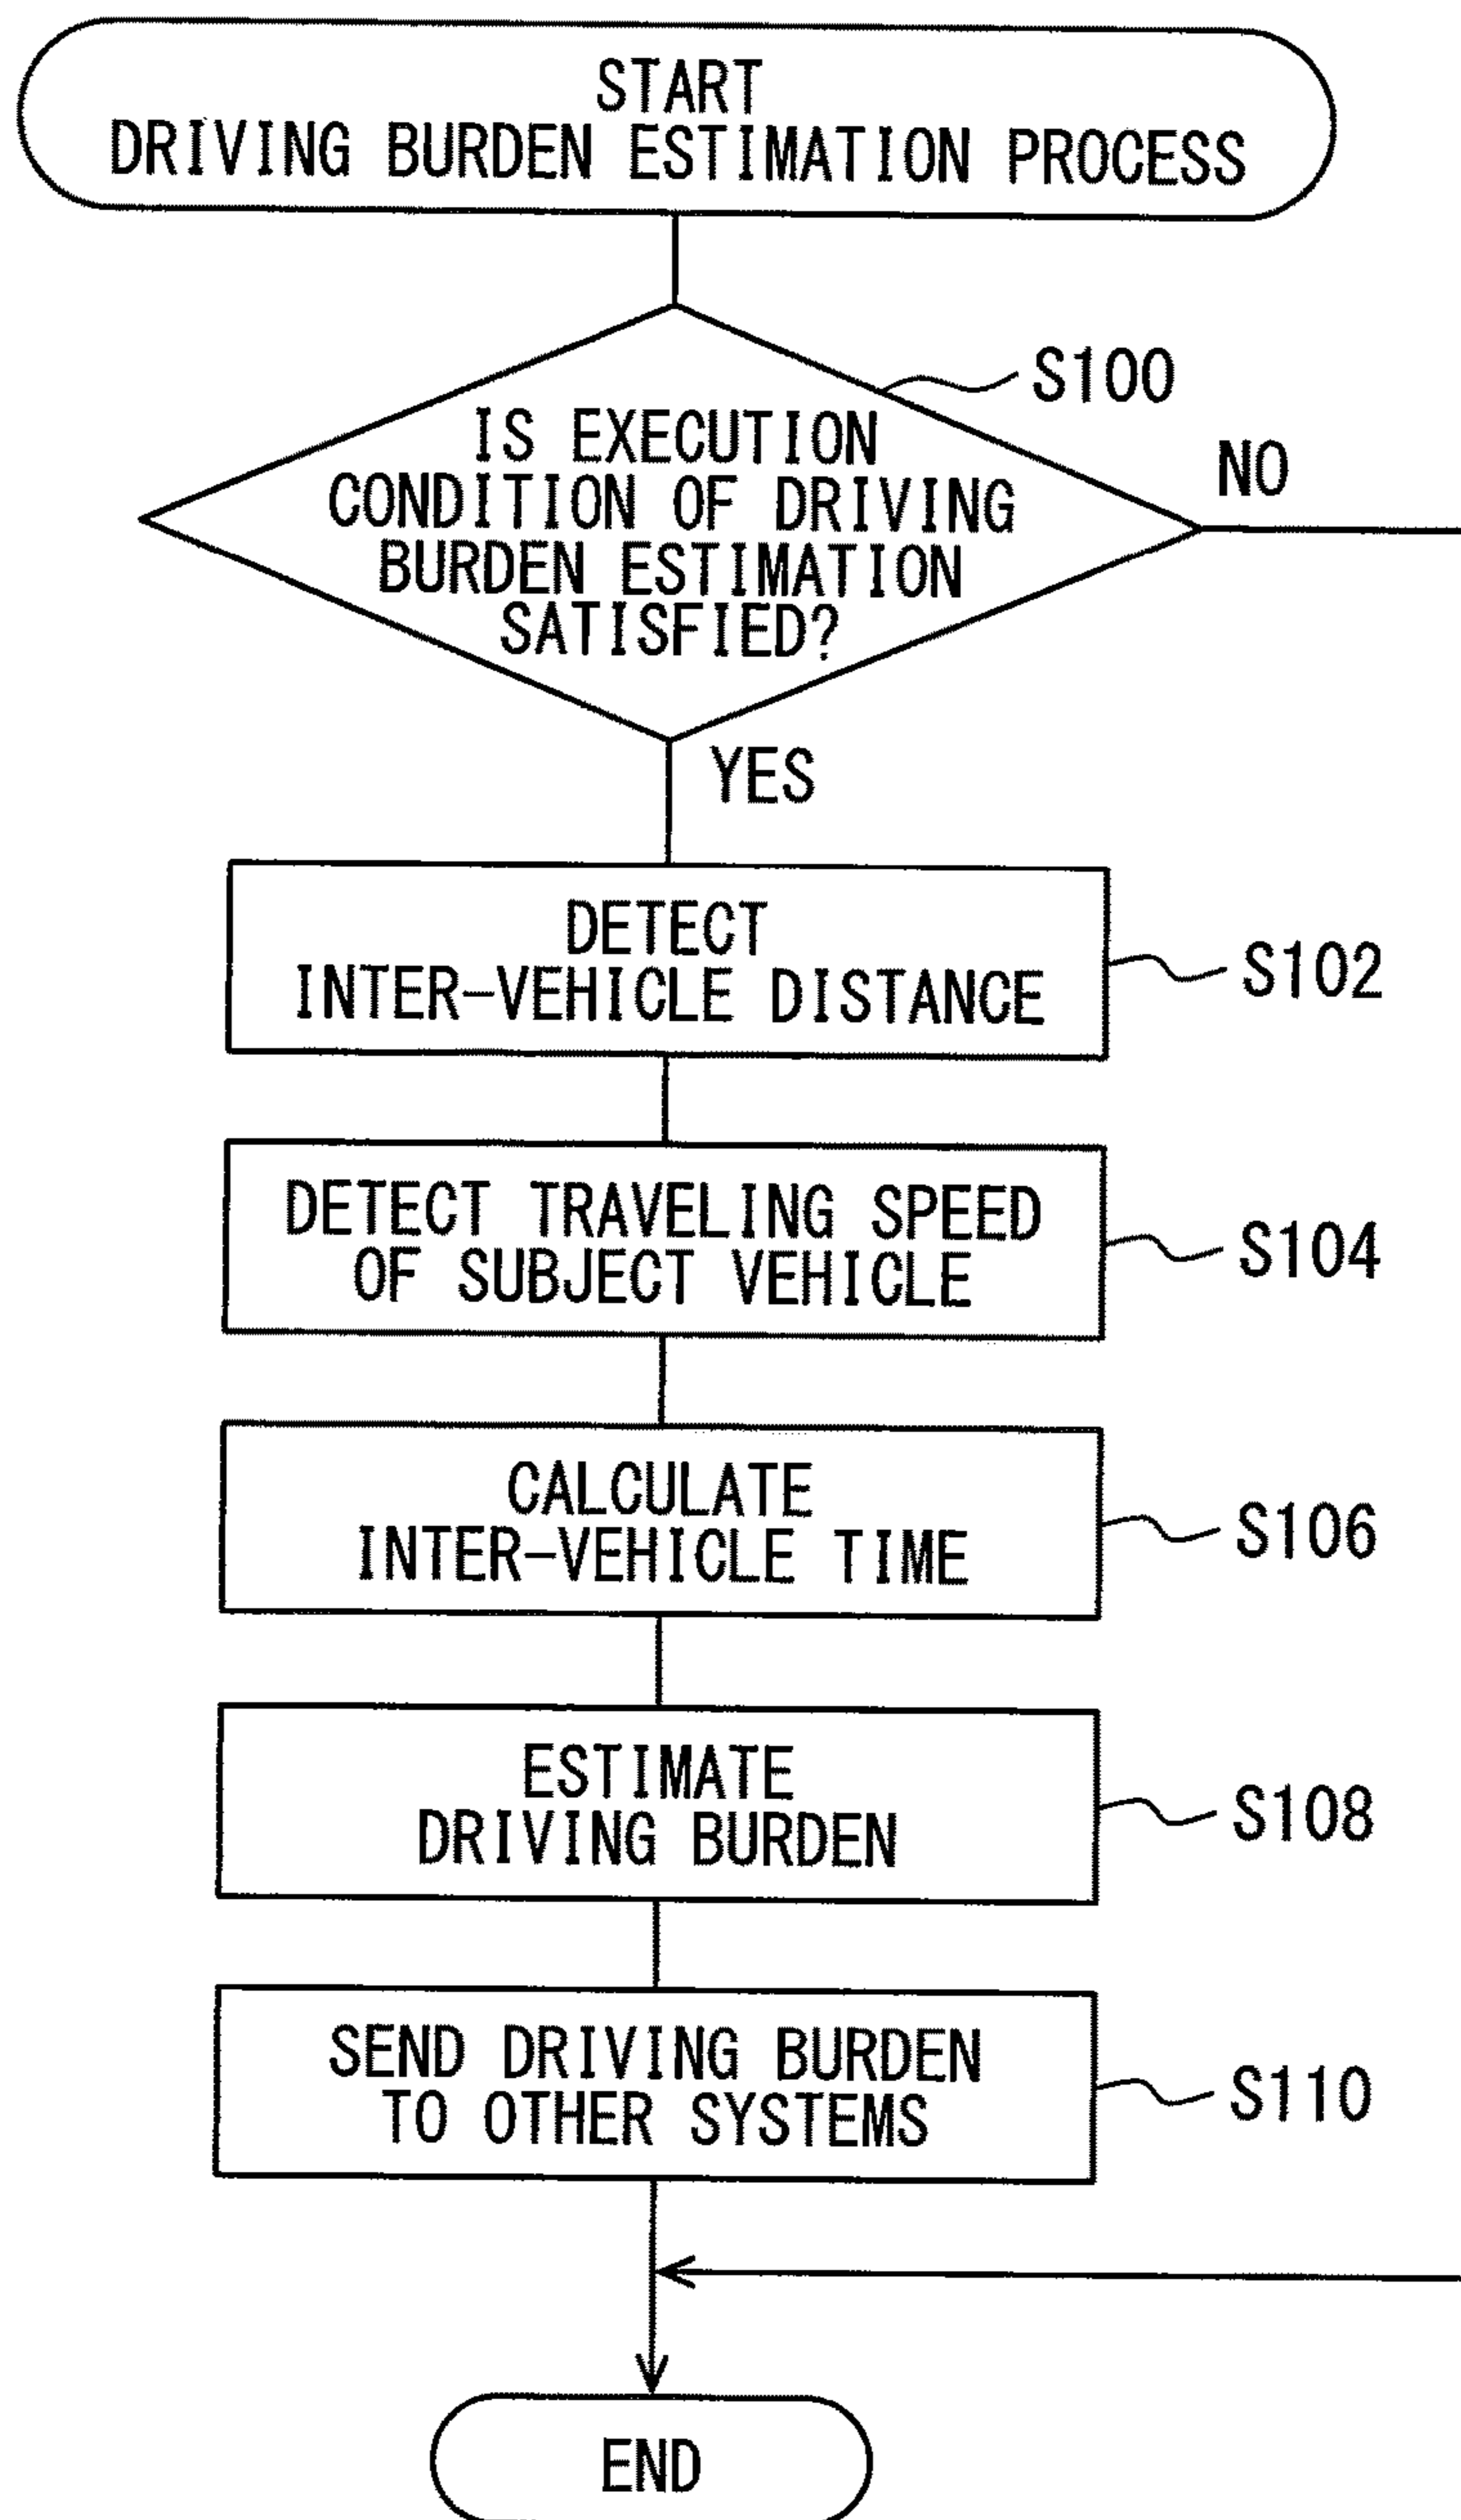 START
DRIVING BURDEN ESTIMATION PROCESS
S100
IS EXECUTION
CONDITION OF DRIVING
BURDEN ESTIMATION
SATISFIED?
NO
YES
DETECT
INTER-VEHICLE DISTANCE
S102
DETECT TRAVELING SPEED
OF SUBJECT VEHICLE
S104
CALCULATE
INTER-VEHICLE TIME
S106
ESTIMATE
DRIVING BURDEN
S108
SEND DRIVING BURDEN
TO OTHER SYSTEMS
S110
END